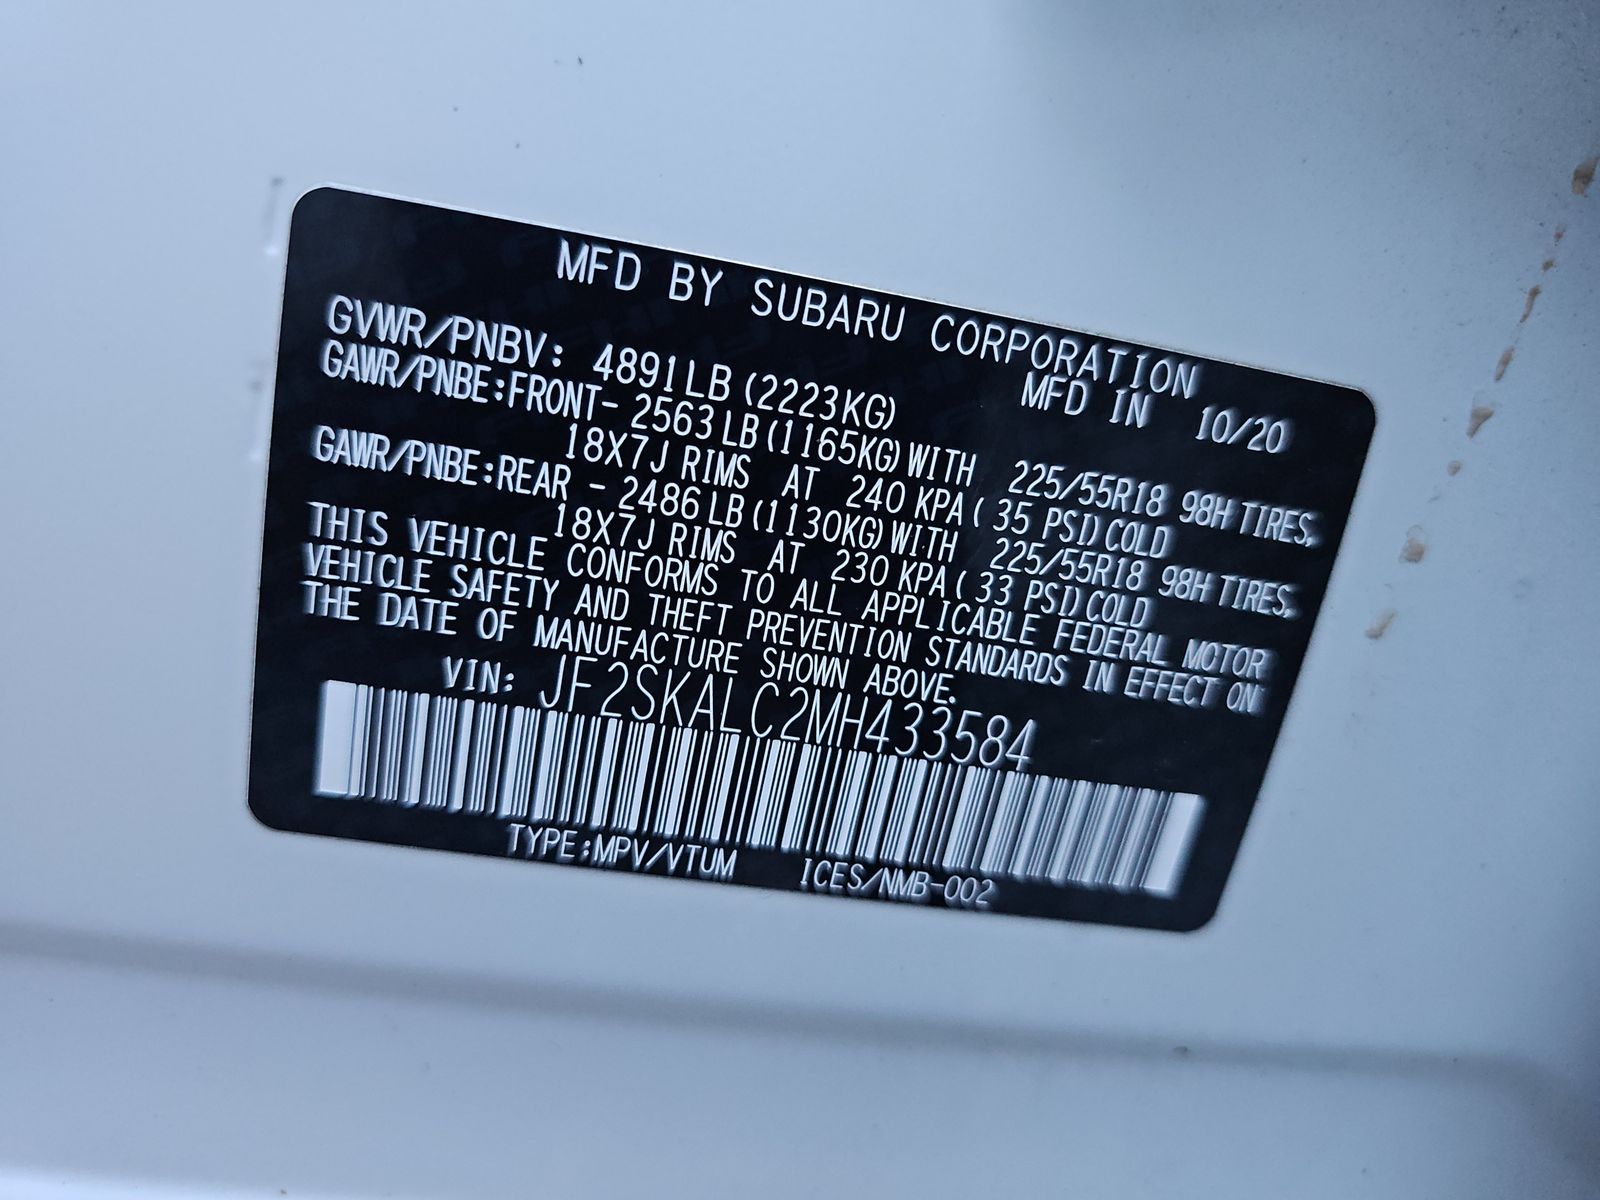 MFD BY SUBARU CORPORATION
MFD IN 10/20
GVWR/PNBV: 4891LB (2223KG)
GAWR/PNBE:FRONT- 2563LB(1165KG)WITH 225/55R18 98H TIRES,
18X7J RIMS AT 240 KPA( 35 PSI)COLD
GAWR/PNBE:REAR - 2486LB(1130KG)WITH 225/55R18 98H TIRES,
18X7J RIMS AT 230 KPA( 33 PSI)COLD
THIS VEHICLE CONFORMS TO ALL APPLICABLE FEDERAL MOTOR
VEHICLE SAFETY AND THEFT PREVENTION STANDARDS IN EFFECT ON
THE DATE OF MANUFACTURE SHOWN ABOVE.
VIN: JF2SKALC2MH433584
TYPE:MPV/VTUM ICES/NMB-002